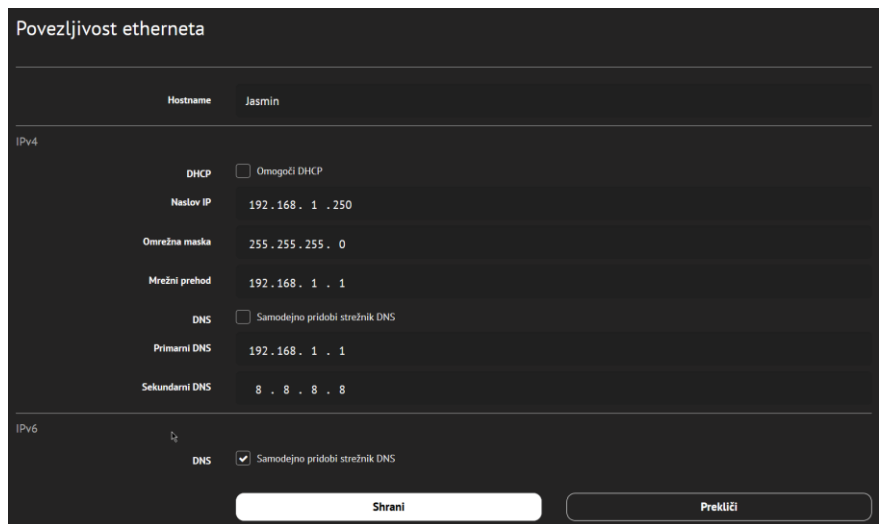 Povezljivost etherneta
Hostname Jasmin
IPv4
DHCP Omogoči DHCP
Naslov IP 192.168. 1 .250
Omrežna maska 255.255.255. 0
Mrežni prehod 192.168. 1 . 1
DNS Samodejno pridobi strežnik DNS
Primarni DNS 192.168. 1 . 1
Sekundarni DNS 8 . 8 . 8 . 8
IPv6
DNS Samodejno pridobi strežnik DNS
Shrani Prekliči